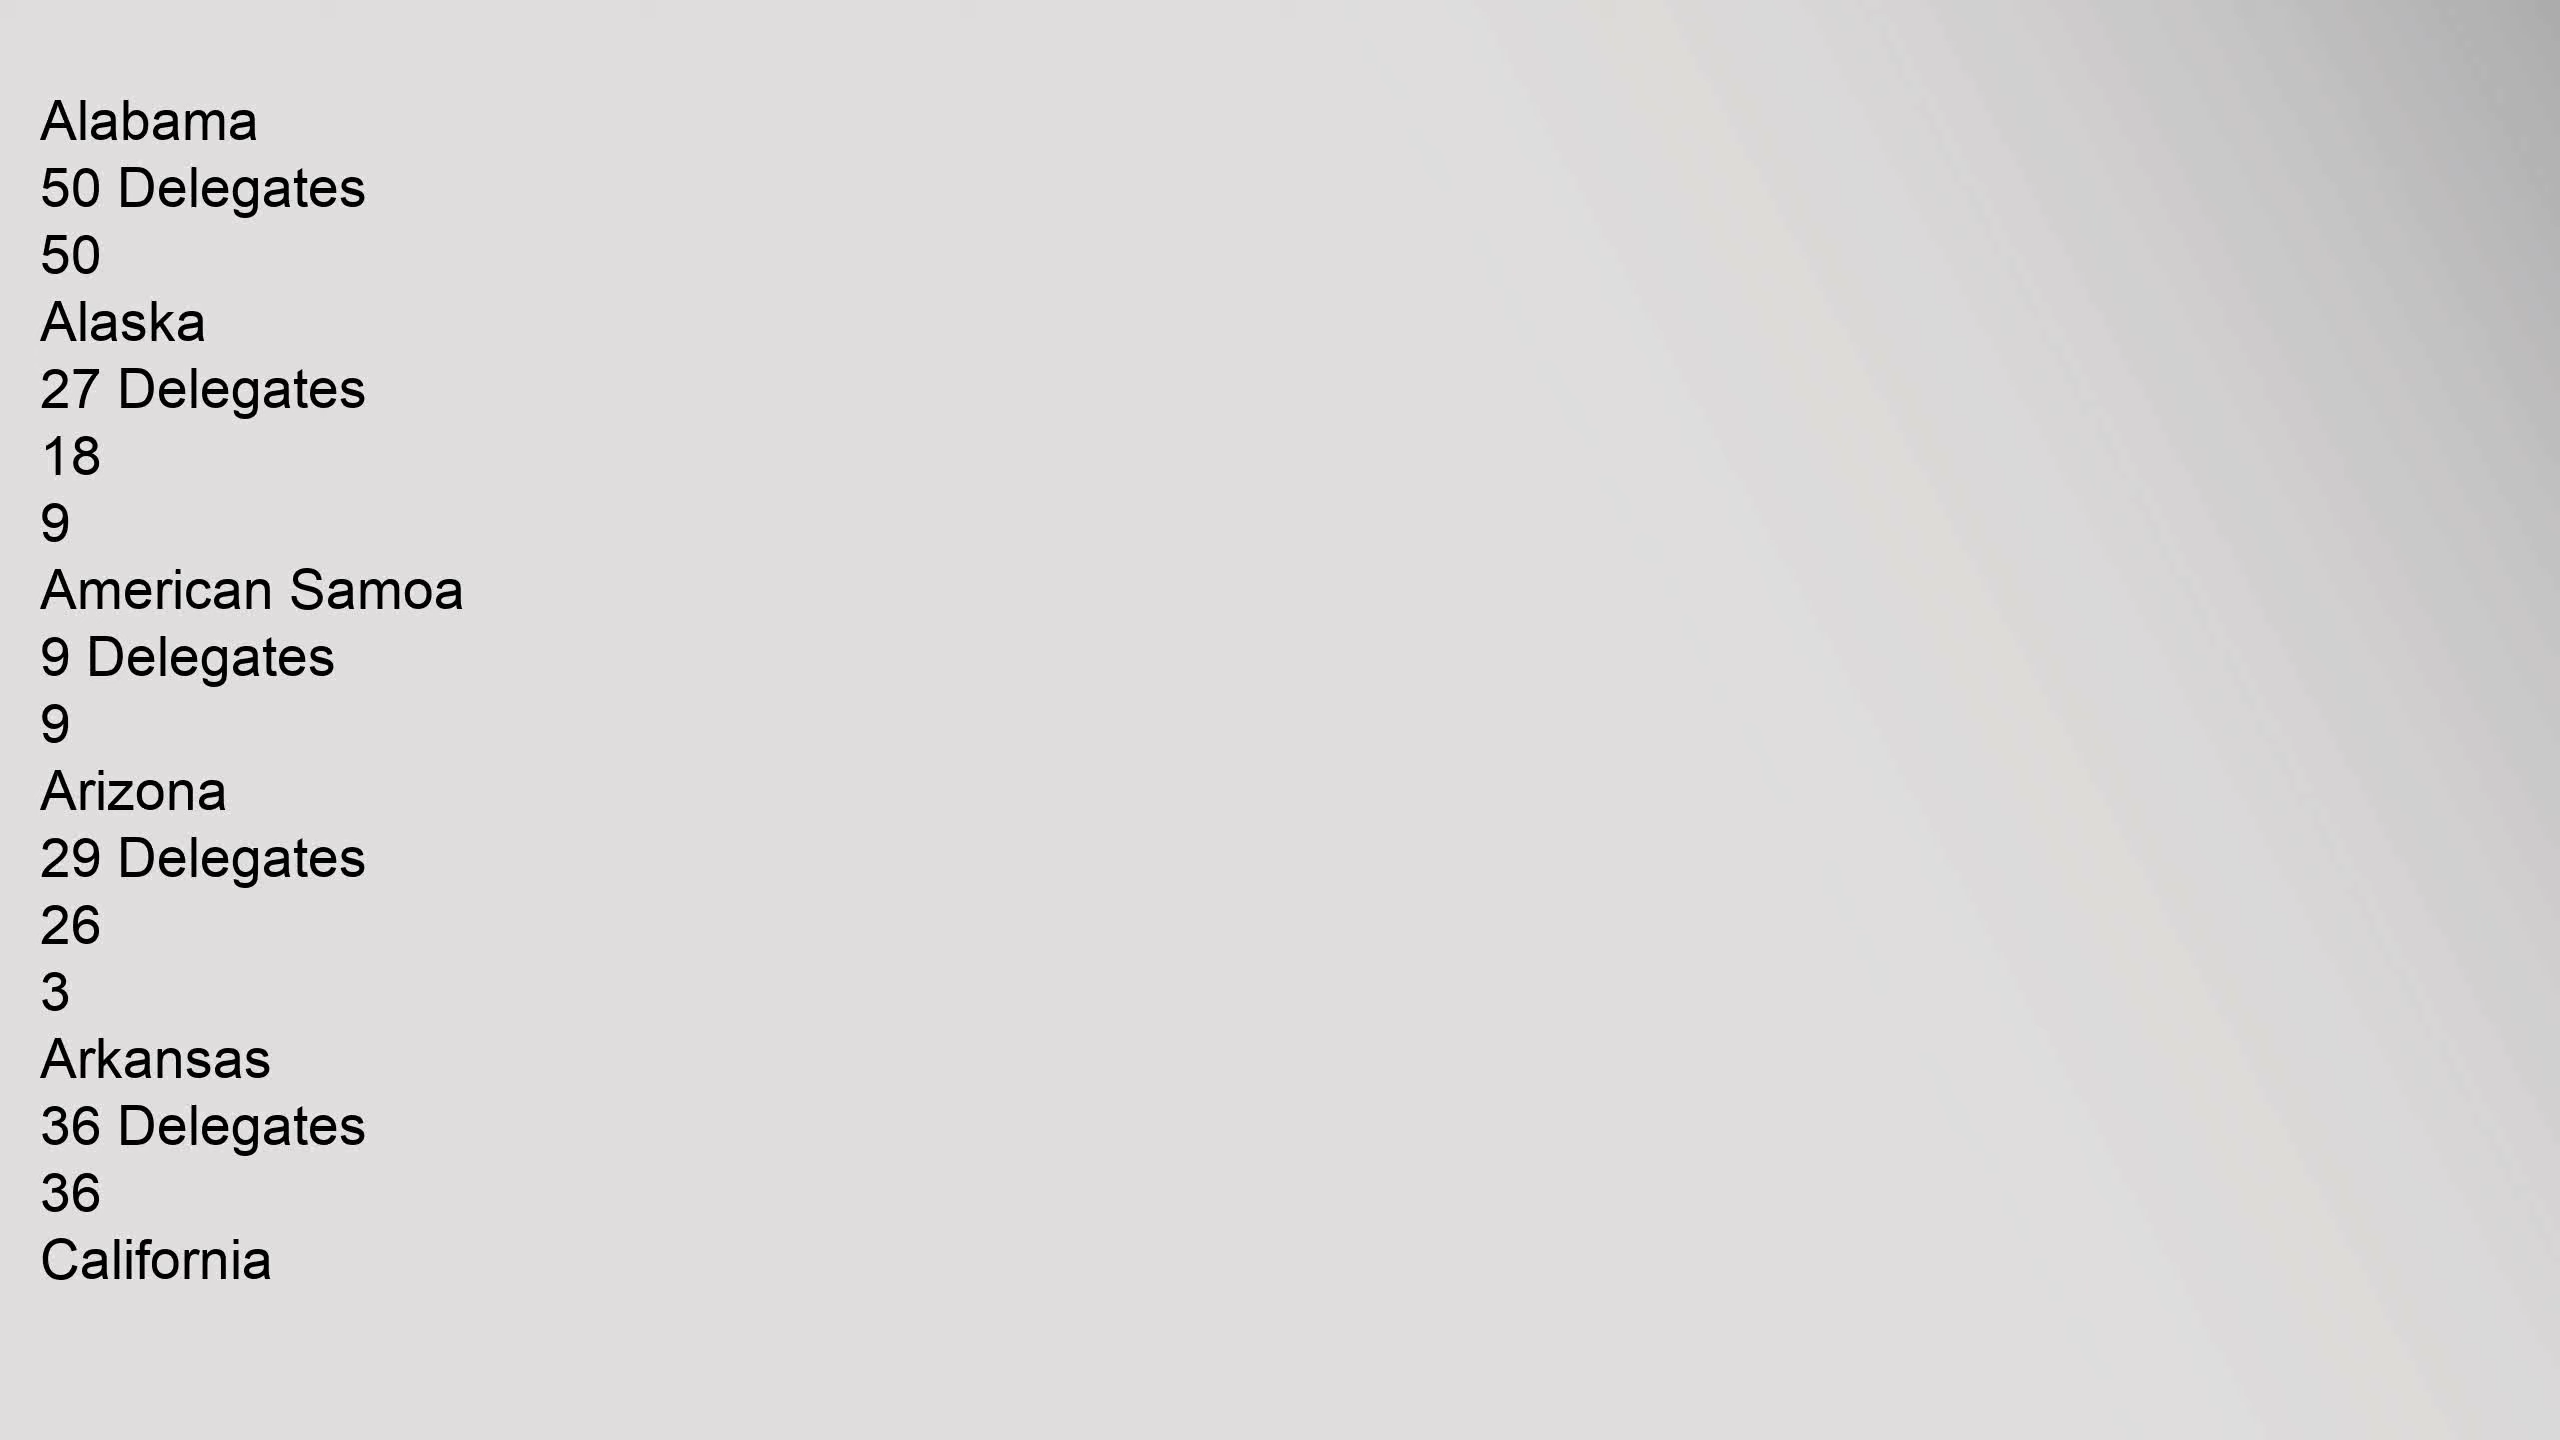 Alabama
50 Delegates
50
Alaska
27 Delegates
18
9
American Samoa
9 Delegates
9
Arizona
29 Delegates
26
3
Arkansas
36 Delegates
36
California